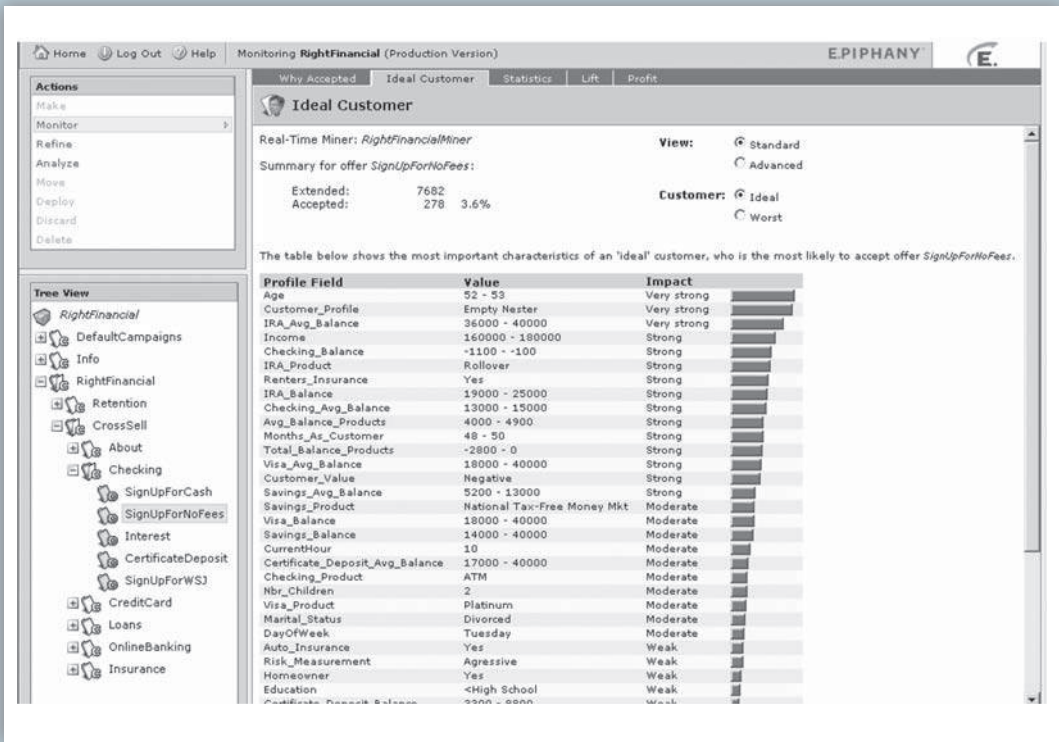 Home Log Out Help Monitoring RightFinancial (Production Version) E.PIPHANY E.
Actions
Make
Monitor
Refine
Analyze
Move
Deploy
Discard
Delete
Tree View
RightFinancial
DefaultCampaigns
Info
RightFinancial
Retention
CrossSell
About
Checking
SignUpForCash
SignUpForNoFees
Interest
CertificateDeposit
SignUpForWSJ
CreditCard
Loans
OnlineBanking
Insurance
Why Accepted Ideal Customer Statistics Lift Profit
Ideal Customer
Real-Time Miner: RightFinancialMiner
Summary for offer SignUpForNoFees:
Extended: 7682
Accepted: 278 3.6%
View: Standard
Advanced
Customer: Ideal
Worst
The table below shows the most important characteristics of an 'ideal' customer, who is the most likely to accept offer SignUpForNoFees.
Profile Field Value Impact
Age 52 - 53 Very strong
Customer_Profile Empty Nester Very strong
IRA_Avg_Balance 36000 - 40000 Very strong
Income 160000 - 180000 Strong
Checking_Balance -1100 - -100 Strong
IRA_Product Rollover Strong
Renters_Insurance Yes Strong
IRA_Balance 19000 - 25000 Strong
Checking_Avg_Balance 13000 - 15000 Strong
Avg_Balance_Products 4000 - 4900 Strong
Months_As_Customer 48 - 50 Strong
Total_Balance_Products -2800 - 0 Strong
Visa_Avg_Balance 18000 - 40000 Strong
Customer_Value Negative Strong
Savings_Avg_Balance 5200 - 13000 Strong
Savings_Product National Tax-Free Money Mkt Moderate
Visa_Balance 18000 - 40000 Moderate
Savings_Balance 14000 - 40000 Moderate
CurrentHour 10 Moderate
Certificate_Deposit_Avg_Balance 17000 - 40000 Moderate
Checking_Product ATM Moderate
Nbr_Children 2 Moderate
Visa_Product Platinum Moderate
Marital_Status Divorced Moderate
DayOfWeek Tuesday Moderate
Auto_Insurance Yes Weak
Risk_Measurement Agressive Weak
Homeowner Yes Weak
Education <High School Weak
Certificate_Deposit_Balance 3300 - 8800 Weak